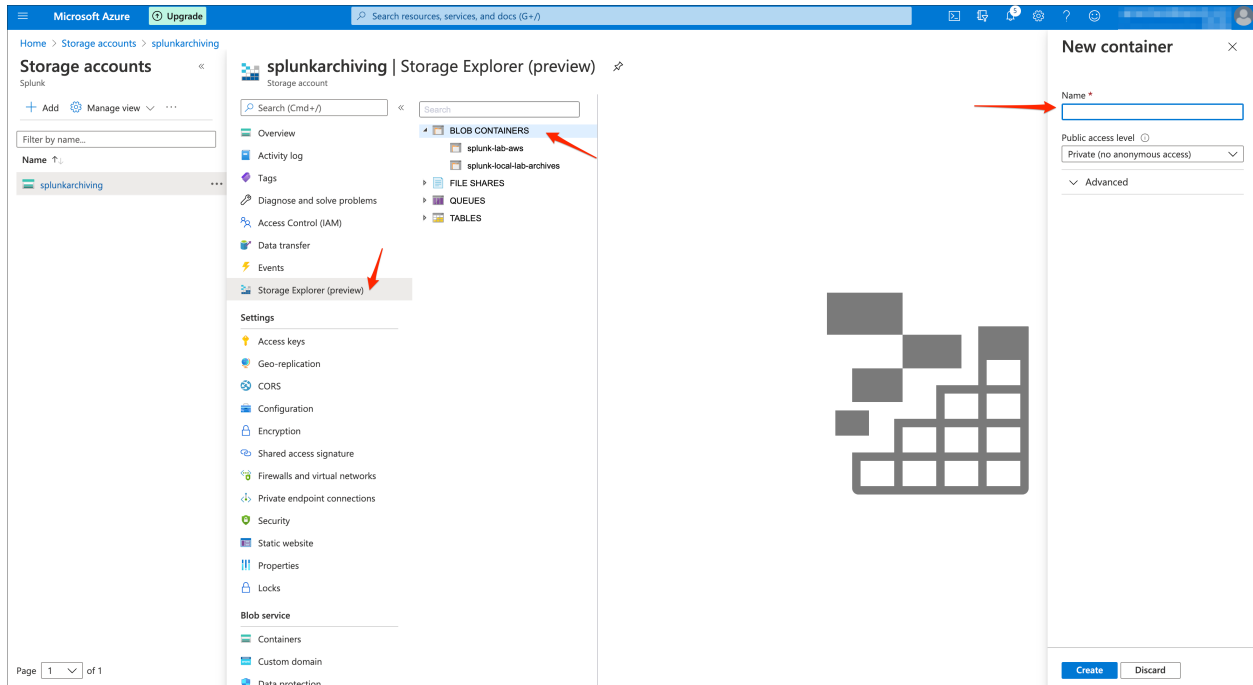 Microsoft Azure
Upgrade
Search resources, services, and docs (G+/)
5
Home > Storage accounts > splunkarchiving
Storage accounts
Splunk
Add
Manage view
Filter by name...
Name
splunkarchiving
Page 1 of 1
splunkarchiving | Storage Explorer (preview)
Storage account
Search (Cmd+/)
Overview
Activity log
Tags
Diagnose and solve problems
Access Control (IAM)
Data transfer
Events
Storage Explorer (preview)
Settings
Access keys
Geo-replication
CORS
Configuration
Encryption
Shared access signature
Firewalls and virtual networks
Private endpoint connections
Security
Static website
Properties
Locks
Blob service
Containers
Custom domain
Data protection
Search
BLOB CONTAINERS
splunk-lab-aws
splunk-local-lab-archives
FILE SHARES
QUEUES
TABLES
New container
Name *
Public access level
Private (no anonymous access)
Advanced
Create
Discard